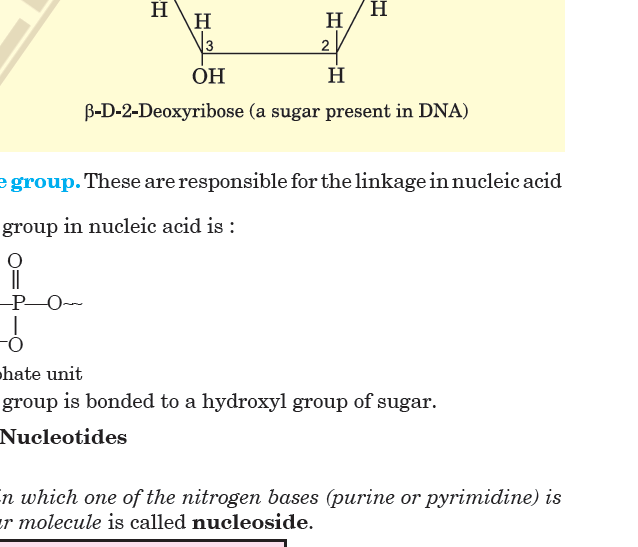 H
H
H
H
3
2
OH
H
β-D-2-Deoxyribose (a sugar present in DNA)
group. These are responsible for the linkage in nucleic acid
group in nucleic acid is :
O
||
—P—O~
|
–O
unit
group is bonded to a hydroxyl group of sugar.
Nucleotides
in which one of the nitrogen bases (purine or pyrimidine) is
molecule is called nucleoside.